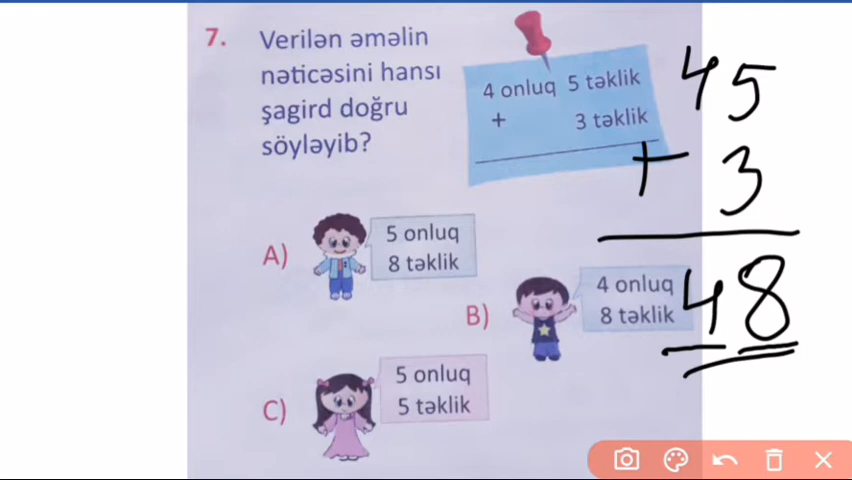 7. Verilən əməlin
nəticəsini hansı
şagird doğru
söyləyib?
4 onluq 5 təklik
+ 3 təklik
45
+ 3
48
A) 5 onluq
8 təklik
B) 4 onluq
8 təklik
C) 5 onluq
5 təklik